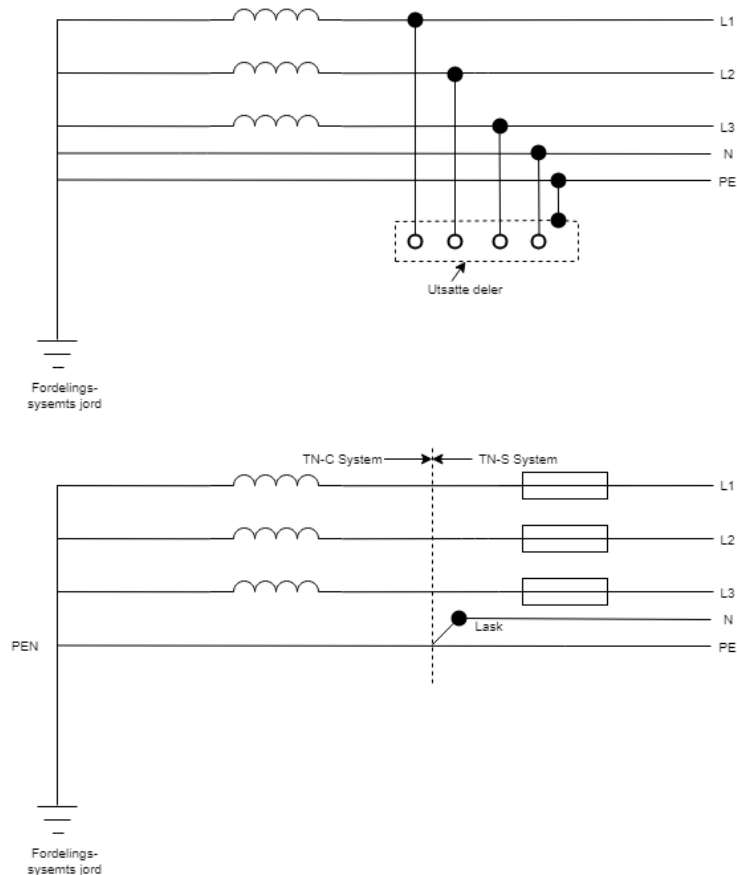 L1
L2
L3
N
PE
Utsatte deler
Fordelings-
sysemts jord
TN-C System
TN-S System
L1
L2
L3
N
Lask
PEN
PE
Fordelings-
sysemts jord